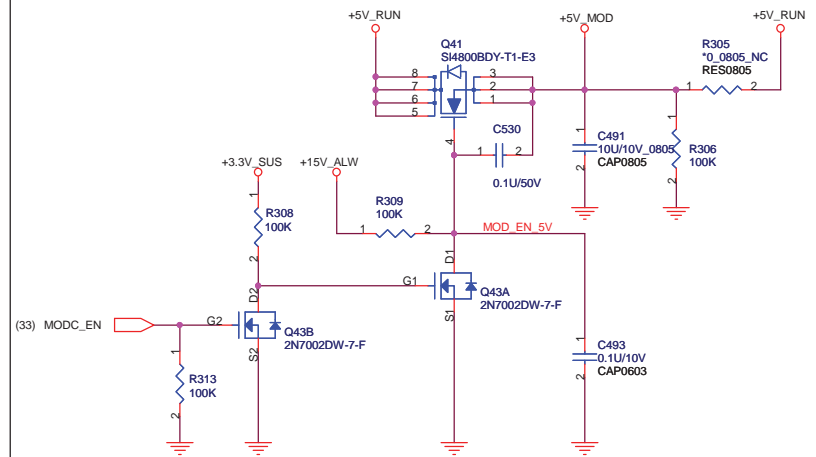 +5V_RUN
+5V_MOD
+5V_RUN
Q41
SI4800BDY-T1-E3
R305
*0_0805_NC
RES0805
8
7
6
5
3
2
1
4
1
2
C530
1
2
0.1U/50V
1
2
C491
10U/10V_0805
CAP0805
1
2
R306
100K
+3.3V_SUS
+15V_ALW
1
2
R308
100K
R309
100K
1
2
MOD_EN_5V
D1
G1
S1
Q43A
2N7002DW-7-F
D2
G2
S2
Q43B
2N7002DW-7-F
(33) MODC_EN
1
2
R313
100K
1
2
C493
0.1U/10V
CAP0603